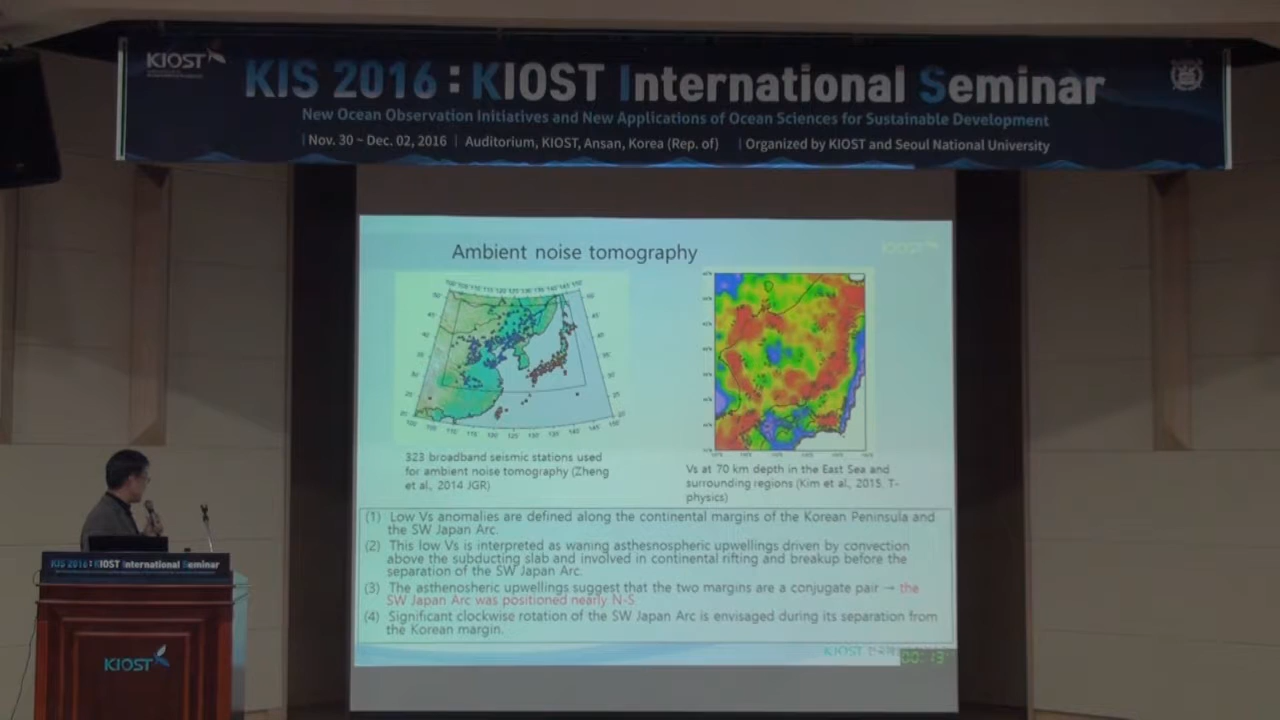 KIOST
KIS 2016 : KIOST International Seminar
New Ocean Observation Initiatives and New Applications of Ocean Sciences for Sustainable Development
| Nov. 30 ~ Dec. 02, 2016 | Auditorium, KIOST, Ansan, Korea (Rep. of) | Organized by KIOST and Seoul National University
Ambient noise tomography
KIOST
323 broadband seismic stations used
for ambient noise tomography (Zheng
et al., 2014 JGR)
Vs at 70 km depth in the East Sea and
surrounding regions (Kim et al., 2015, T-
physics)
(1) Low Vs anomalies are defined along the continental margins of the Korean Peninsula and
the SW Japan Arc.
(2) This low Vs is interpreted as waning asthesnospheric upwellings driven by convection
above the subducting slab and involved in continental rifting and breakup before the
separation of the SW Japan Arc.
(3) The asthenosheric upwellings suggest that the two margins are a conjugate pair → the
SW Japan Arc was positioned nearly N-S
(4) Significant clockwise rotation of the SW Japan Arc is envisaged during its separation from
the Korean margin.
KIOST
00:13
KIS 2016 : KIOST International Seminar
KIOST